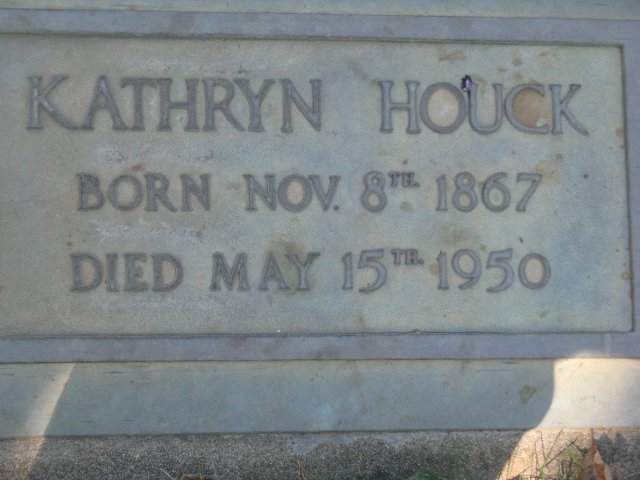 KATHRYN HOUCK
BORN NOV. 8TH. 1867
DIED MAY 15TH. 1950